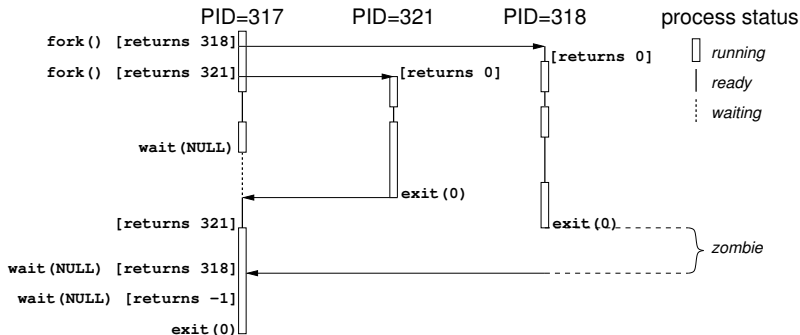 PID=317 PID=321 PID=318 process status
fork() [returns 318]
[returns 0]
running
fork() [returns 321]
[returns 0]
ready
waiting
wait(NULL)
exit(0)
[returns 321]
exit(0)
zombie
wait(NULL) [returns 318]
wait(NULL) [returns −1]
exit(0)